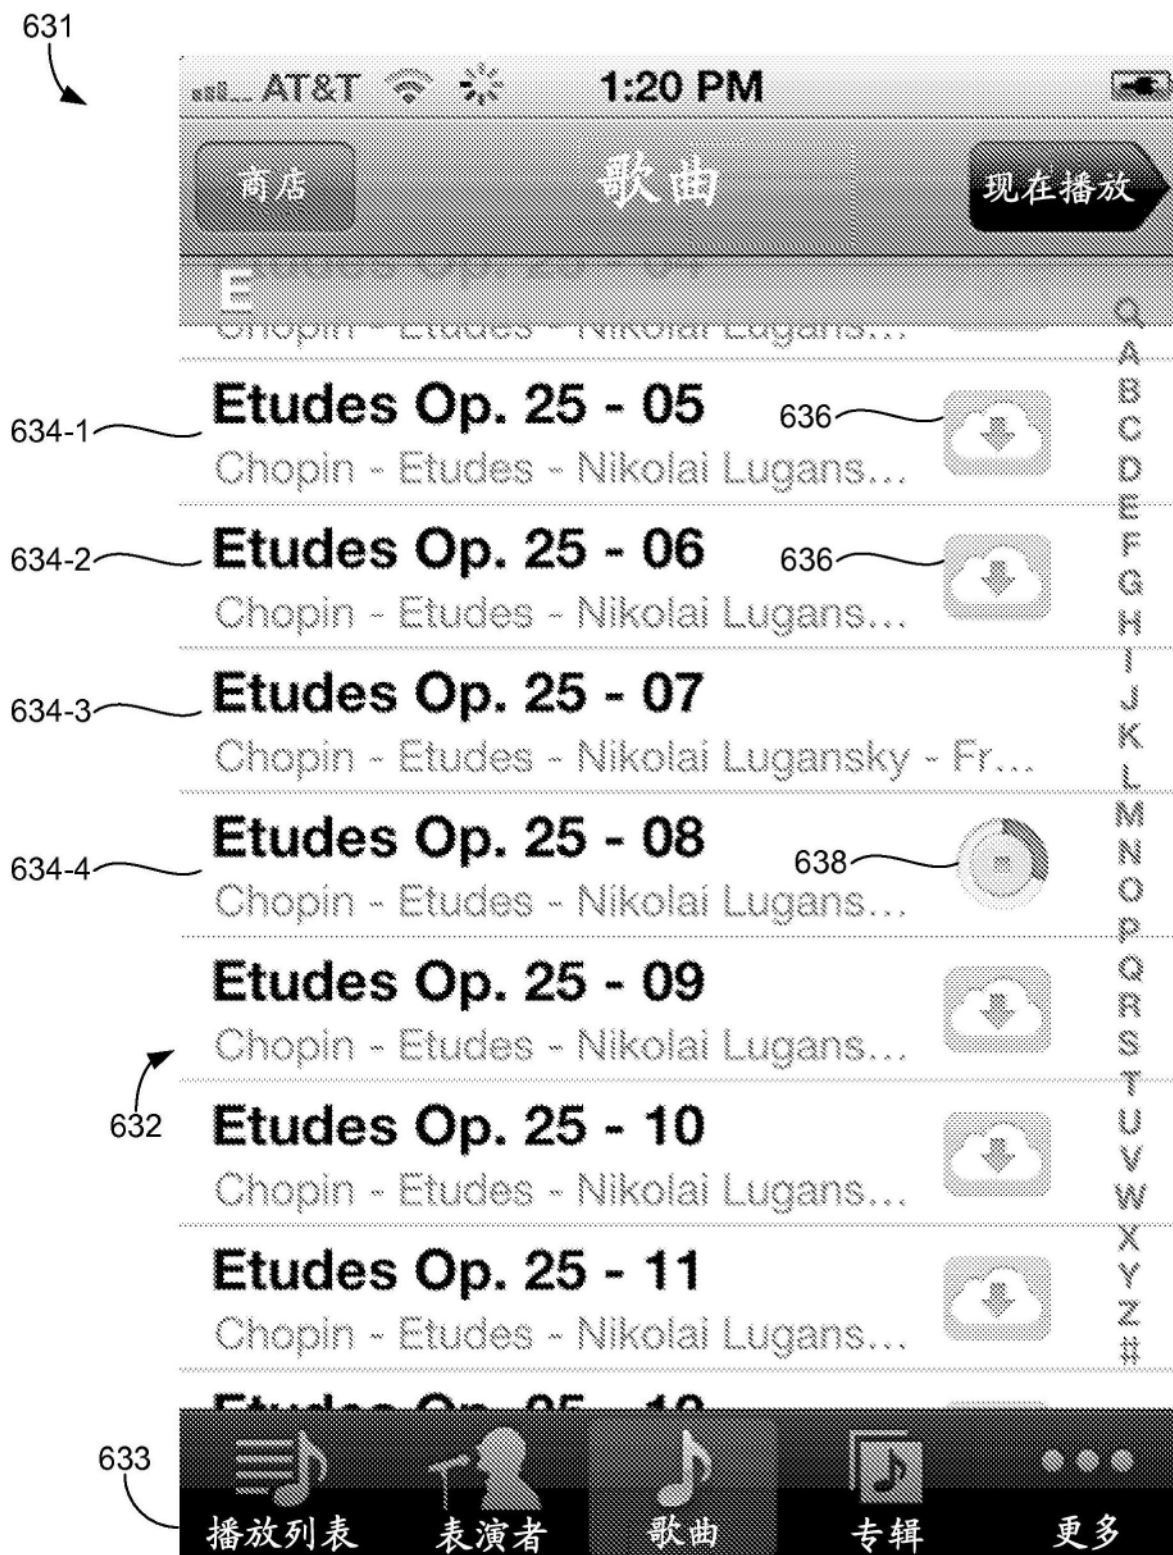 631
AT&T 1:20 PM
商店 歌曲 现在播放
E
Chopin - Etudes - Nikolai Lugans...
634-1 Etudes Op. 25 - 05 636
Chopin - Etudes - Nikolai Lugans...
634-2 Etudes Op. 25 - 06 636
Chopin - Etudes - Nikolai Lugans...
634-3 Etudes Op. 25 - 07
Chopin - Etudes - Nikolai Lugansky - Fr...
634-4 Etudes Op. 25 - 08 638
Chopin - Etudes - Nikolai Lugans...
Etudes Op. 25 - 09
Chopin - Etudes - Nikolai Lugans...
632
Etudes Op. 25 - 10
Chopin - Etudes - Nikolai Lugans...
Etudes Op. 25 - 11
Chopin - Etudes - Nikolai Lugans...
Q
A
B
C
D
E
F
G
H
I
J
K
L
M
N
O
P
Q
R
S
T
U
V
W
X
Y
Z
#
633
播放列表 表演者 歌曲 专辑 更多